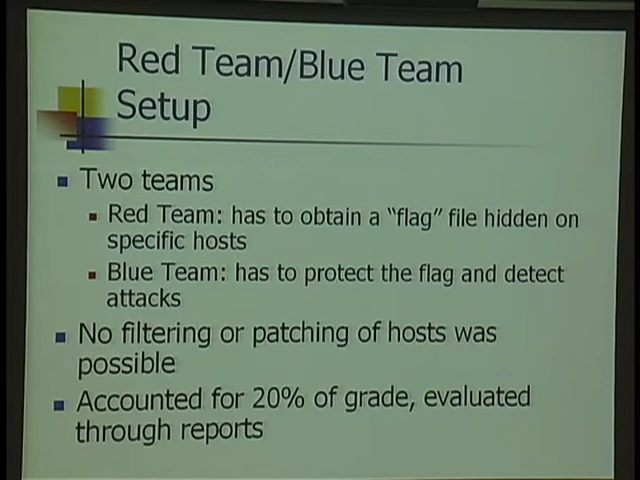 Red Team/Blue Team
Setup
Two teams
Red Team: has to obtain a "flag" file hidden on
specific hosts
Blue Team: has to protect the flag and detect
attacks
No filtering or patching of hosts was
possible
Accounted for 20% of grade, evaluated
through reports